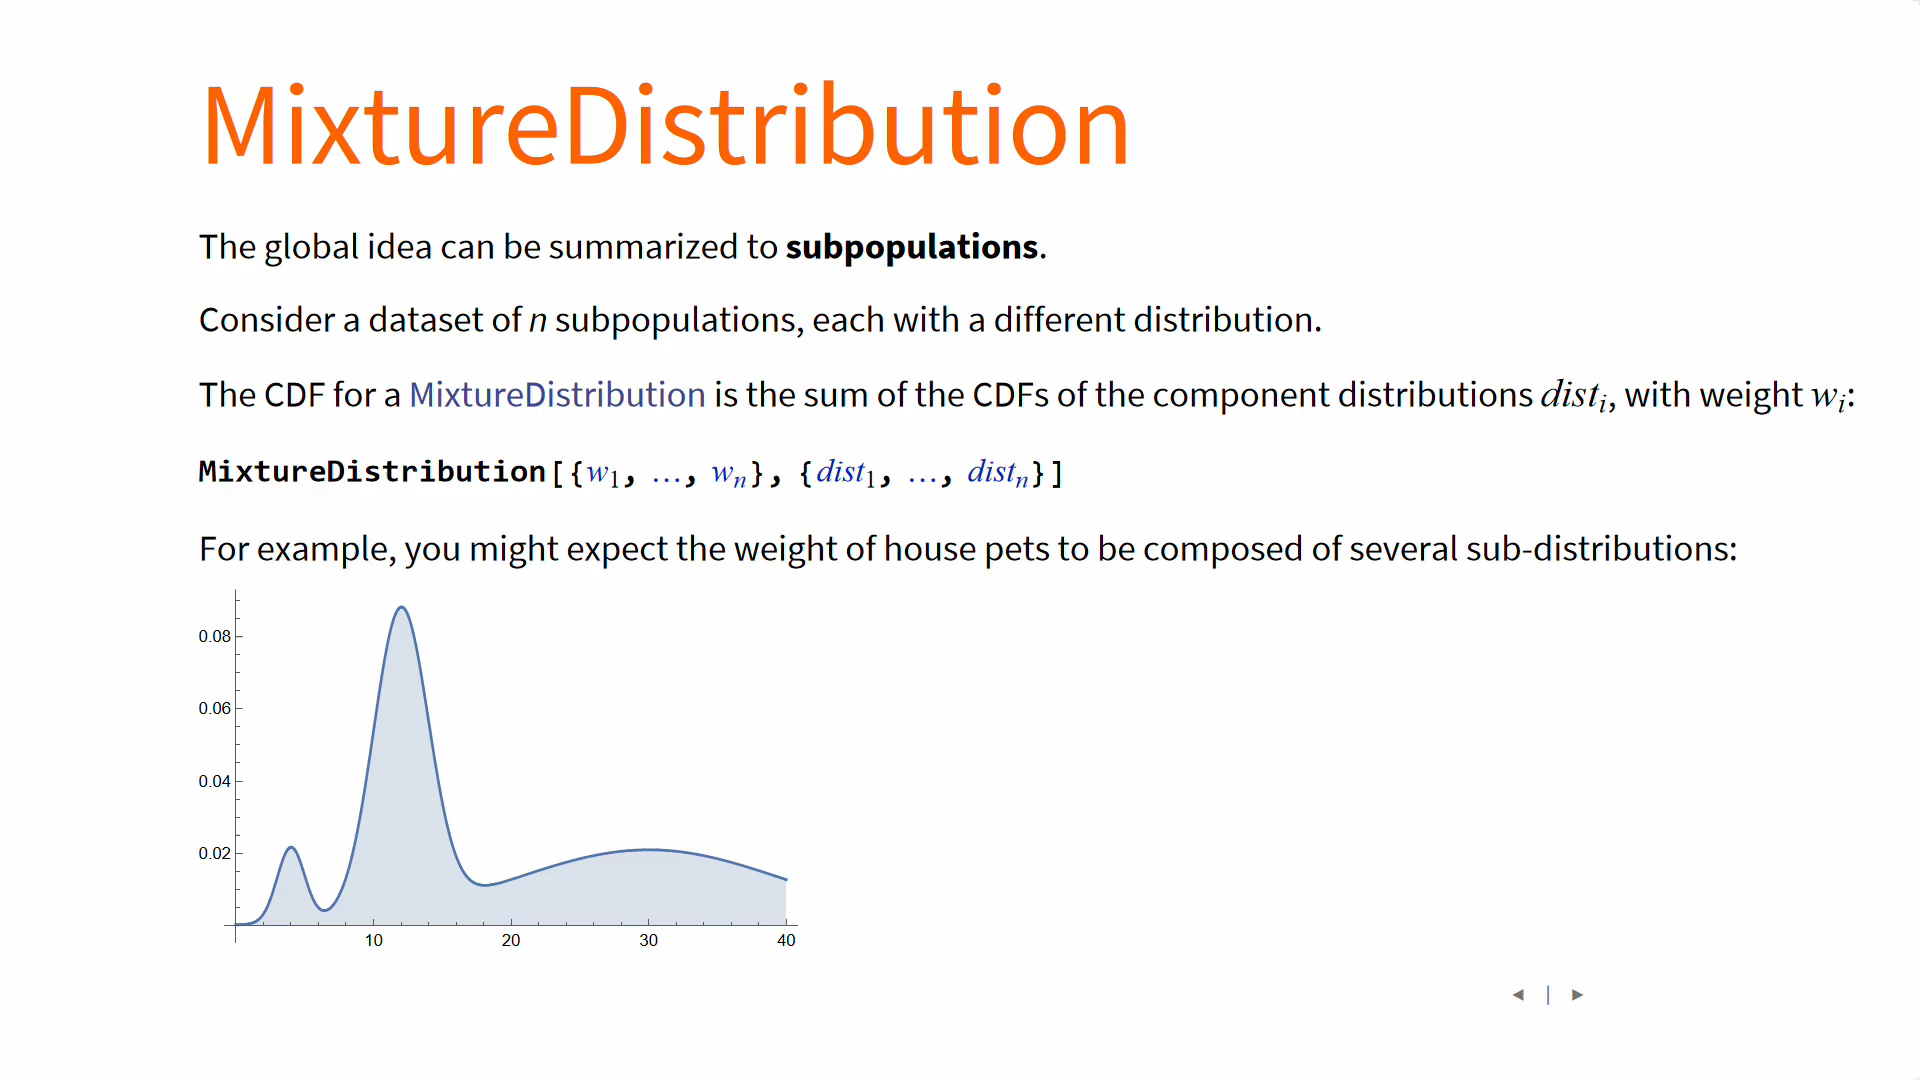 MixtureDistribution
The global idea can be summarized to subpopulations.
Consider a dataset of n subpopulations, each with a different distribution.
The CDF for a MixtureDistribution is the sum of the CDFs of the component distributions distᵢ, with weight wᵢ:
MixtureDistribution[{w₁, …, wₙ}, {dist₁, …, distₙ}]
For example, you might expect the weight of house pets to be composed of several sub-distributions:
0.08
0.06
0.04
0.02
10 20 30 40
◄ | ►